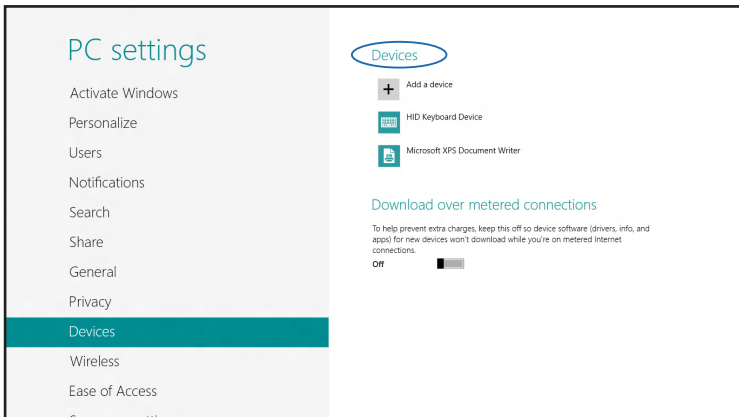 PC settings
Activate Windows
Personalize
Users
Notifications
Search
Share
General
Privacy
Devices
Wireless
Ease of Access
Devices
Add a device
HID Keyboard Device
Microsoft XPS Document Writer
Download over metered connections
To help prevent extra charges, keep this off so device software (drivers, info, and
apps) for new devices won't download while you're on metered Internet
connections.
Off